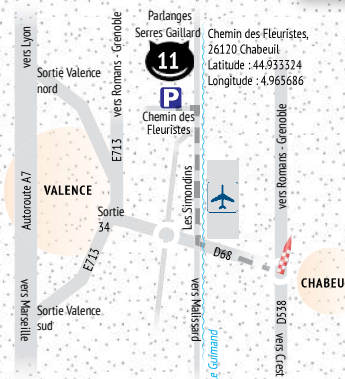 Parlanges
Serres Gaillard
Chemin des Fleuristes,
26120 Chabeuil
Latitude : 44.933324
Longitude : 4.965686
11
P
Chemin des
Fleuristes
vers Lyon
Sortie Valence
nord
vers Romans - Grenoble
E713
vers Romans - Grenoble
VALENCE
Autoroute A7
Sortie
34
Les Simondins
E713
D68
vers Marseille
Sortie Valence
sud
vers Malissard
CHABEU
D538
vers Crest
e Guimand